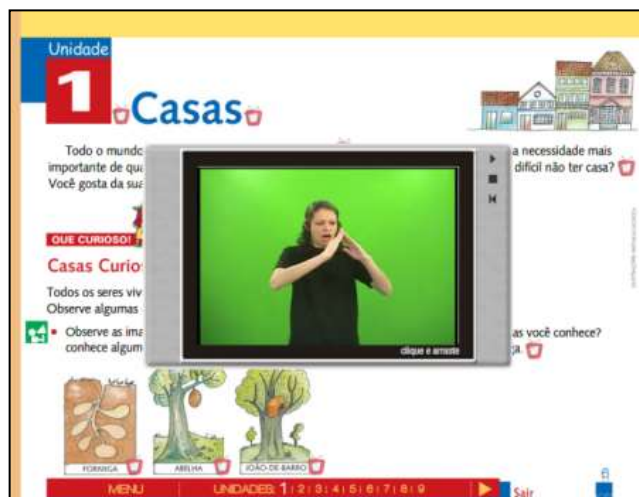 Unidade
1
Casas
Todo o mundo
a necessidade mais
importante de qua
difícil não ter casa?
Você gosta da sua
QUE CURIOSO!
Casas Curio
Todos os seres viv
Observe algumas
Observe as ima
as você conhece?
conhece algum
clique e arraste
FORMIGA
ABELHA
JOÃO-DE-BARRO
MENU UNIDADES: 1 | 2 | 3 | 4 | 5 | 6 | 7 | 8 | 9
Sair